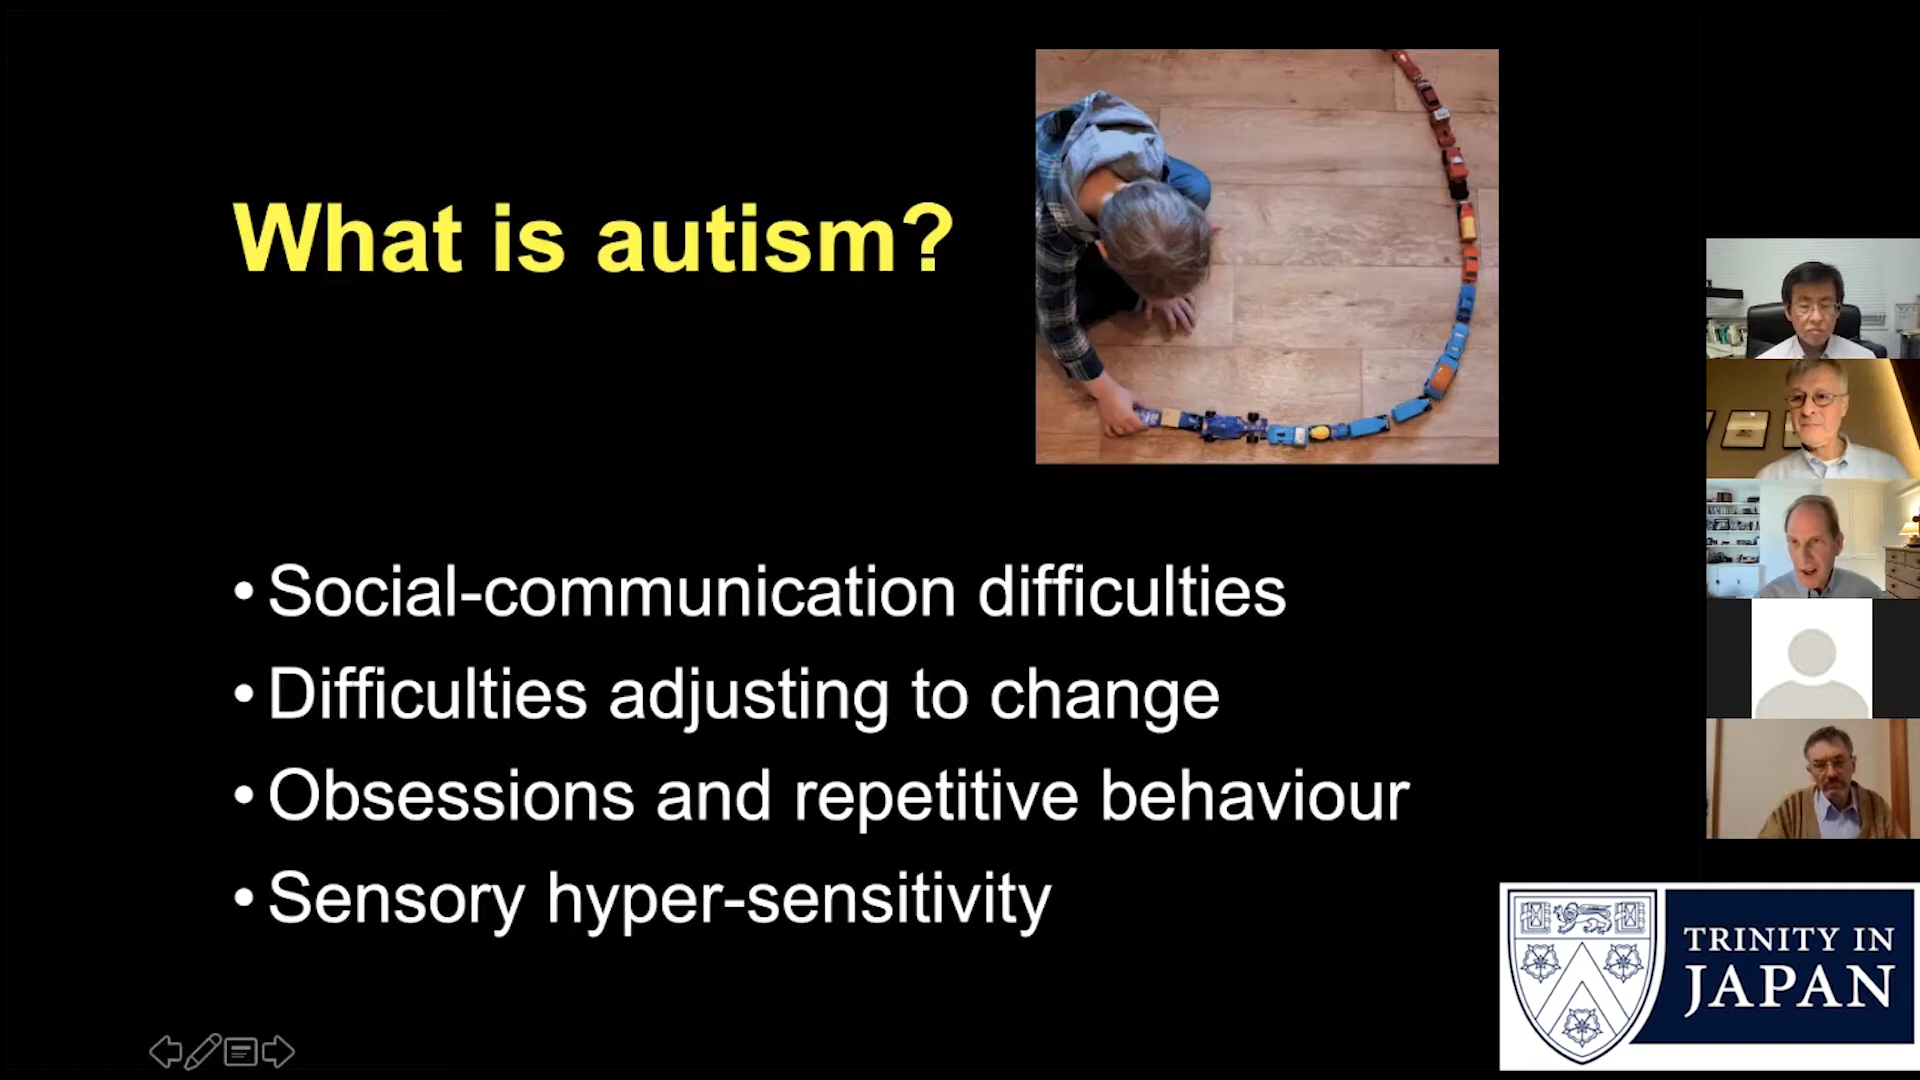 What is autism?
• Social-communication difficulties
• Difficulties adjusting to change
• Obsessions and repetitive behaviour
• Sensory hyper-sensitivity
TRINITY IN
JAPAN